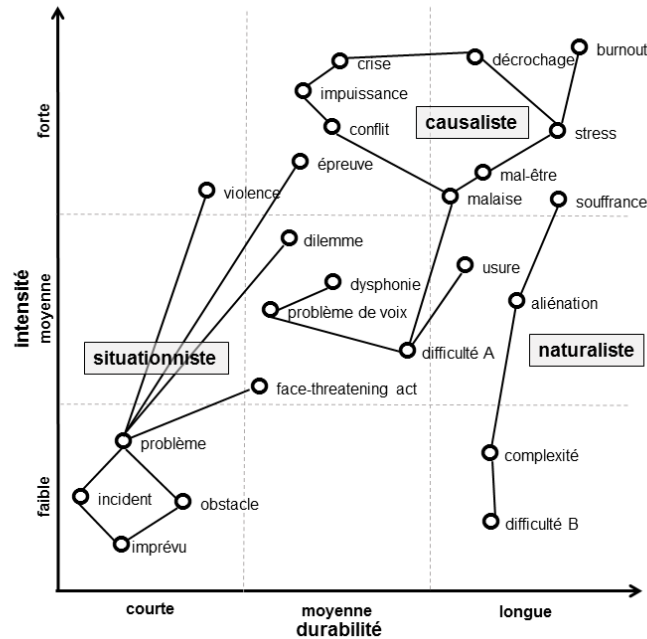 burnout
crise
décrochage
impuissance
forte
causaliste
conflit
stress
épreuve
mal-être
violence
malaise
souffrance
dilemme
usure
dysphonie
intensité
moyenne
problème de voix
aliénation
situationniste
difficulté A
naturaliste
face-threatening act
problème
complexité
faible
incident
obstacle
difficulté B
imprévu
courte
moyenne
longue
durabilité